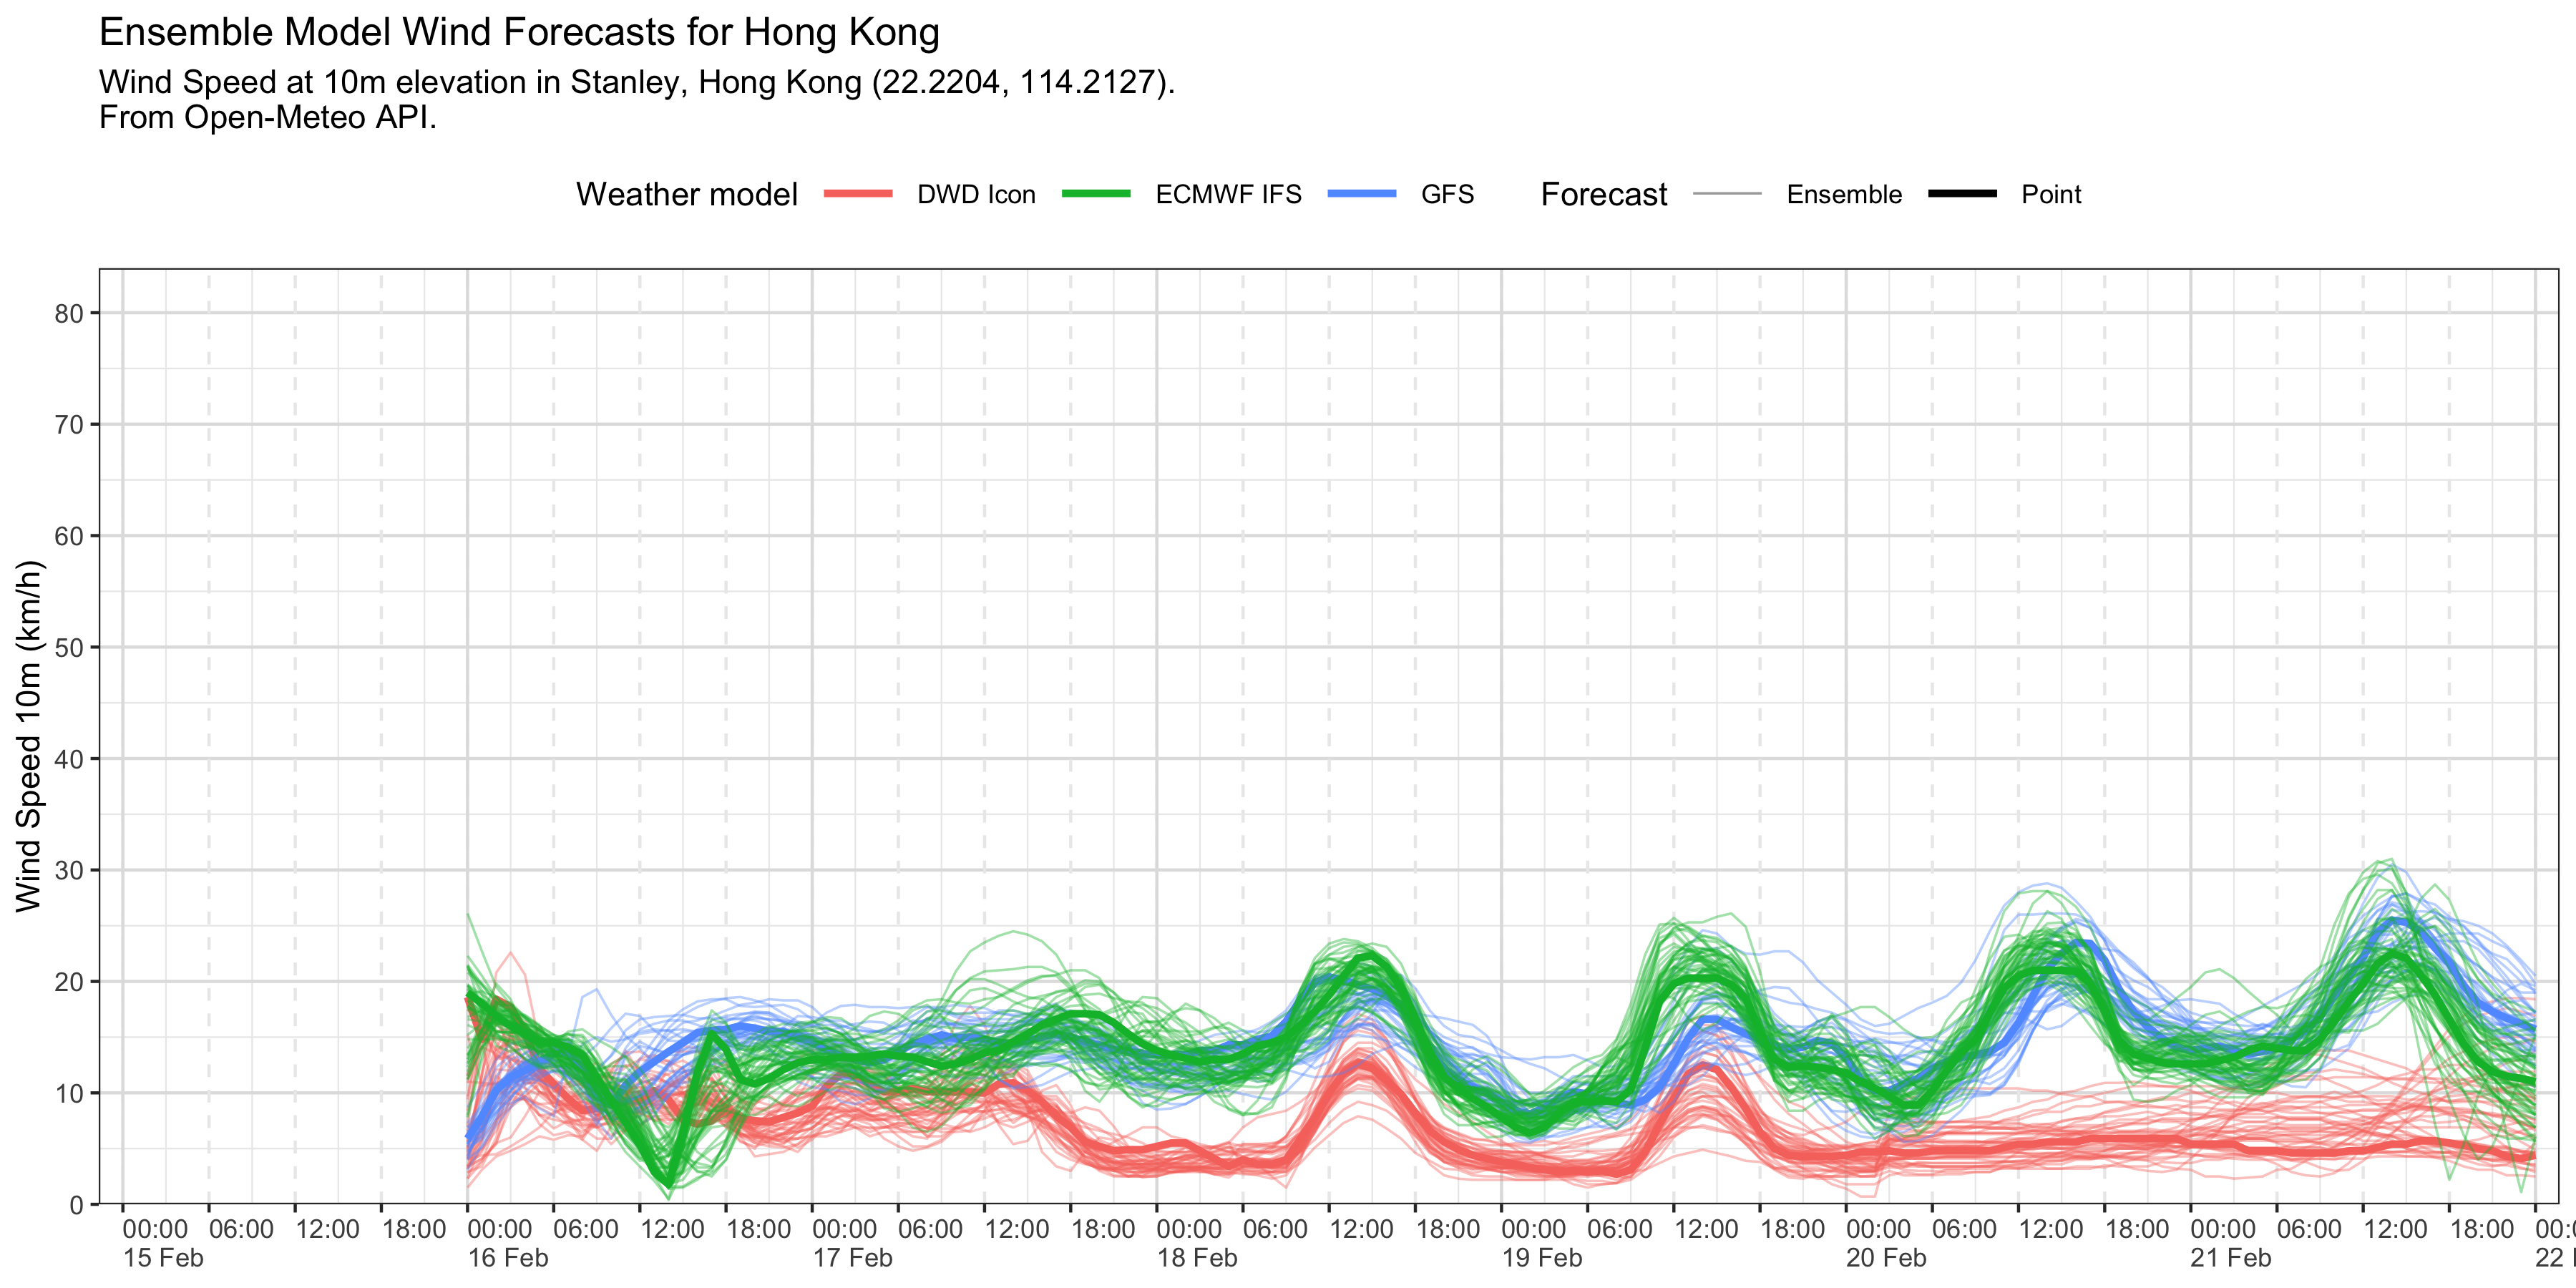 Ensemble Model Wind Forecasts for Hong Kong
Wind Speed at 10m elevation in Stanley, Hong Kong (22.2204, 114.2127).
From Open-Meteo API.
Weather model DWD Icon ECMWF IFS GFS Forecast Ensemble Point
Wind Speed 10m (km/h)
80
70
60
50
40
30
20
10
0
00:00 06:00 12:00 18:00 00:00 06:00 12:00 18:00 00:00 06:00 12:00 18:00 00:00 06:00 12:00 18:00 00:00 06:00 12:00 18:00 00:00 06:00 12:00 18:00 00:00 06:00 12:00 18:00
15 Feb 16 Feb 17 Feb 18 Feb 19 Feb 20 Feb 21 Feb 22